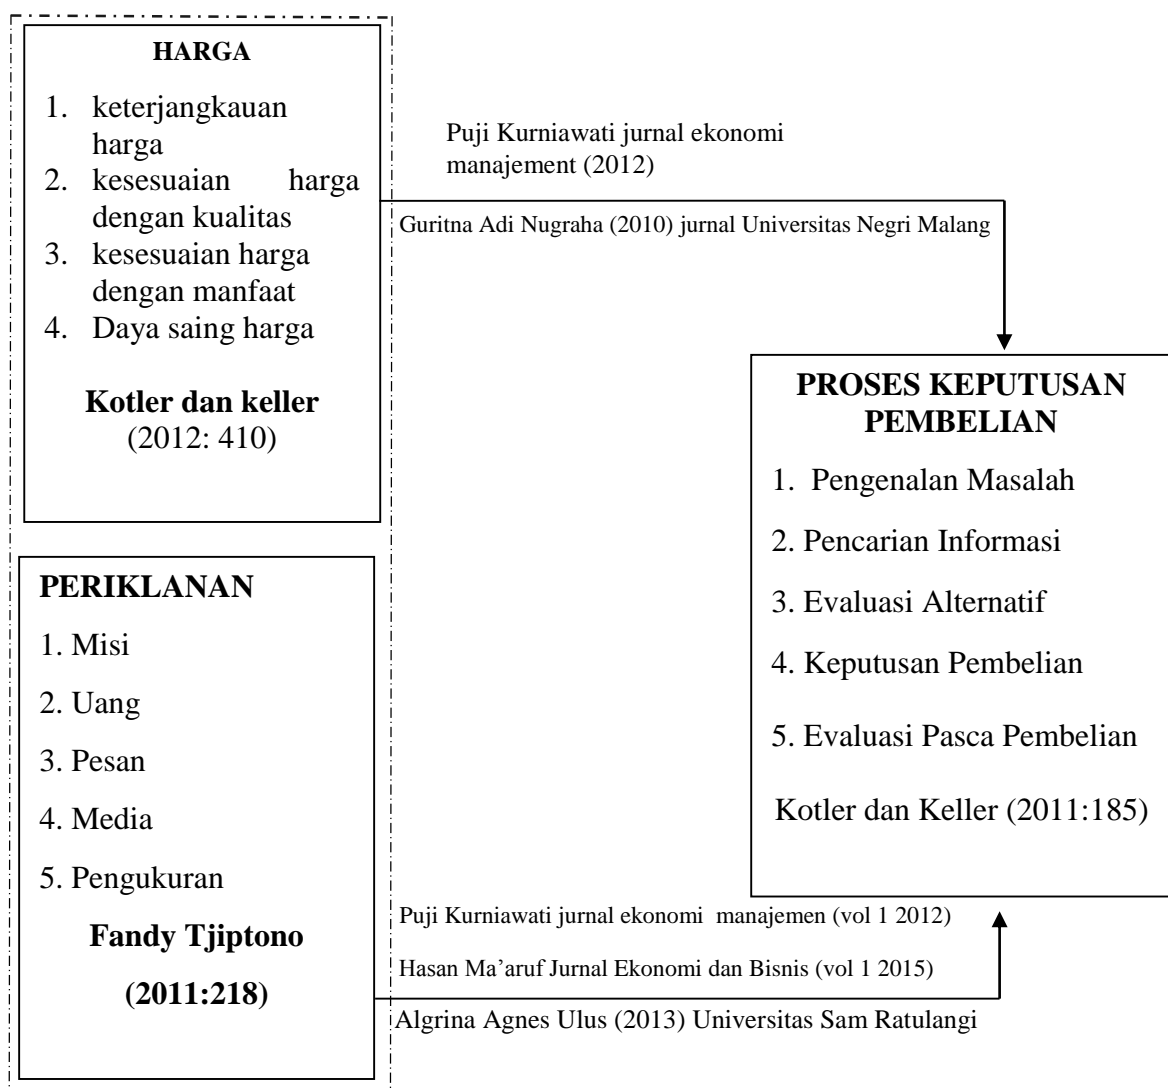 HARGA
1. keterjangkauan
harga
2. kesesuaian harga
dengan kualitas
3. kesesuaian harga
dengan manfaat
4. Daya saing harga
Kotler dan keller
(2012: 410)
Puji Kurniawati jurnal ekonomi
manajement (2012)
Guritna Adi Nugraha (2010) jurnal Universitas Negri Malang
PROSES KEPUTUSAN
PEMBELIAN
1. Pengenalan Masalah
2. Pencarian Informasi
3. Evaluasi Alternatif
4. Keputusan Pembelian
5. Evaluasi Pasca Pembelian
Kotler dan Keller (2011:185)
PERIKLANAN
1. Misi
2. Uang
3. Pesan
4. Media
5. Pengukuran
Fandy Tjiptono
(2011:218)
Puji Kurniawati jurnal ekonomi manajemen (vol 1 2012)
Hasan Ma’aruf Jurnal Ekonomi dan Bisnis (vol 1 2015)
Algrina Agnes Ulus (2013) Universitas Sam Ratulangi